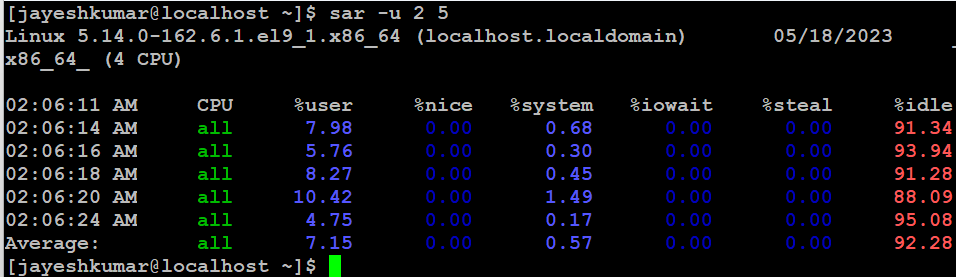 [jayeshkumar@localhost ~]$ sar -u 2 5
Linux 5.14.0-162.6.1.el9_1.x86_64 (localhost.localdomain) 05/18/2023 _
x86_64_ (4 CPU)
02:06:11 AM CPU %user %nice %system %iowait %steal %idle
02:06:14 AM all 7.98 0.00 0.68 0.00 0.00 91.34
02:06:16 AM all 5.76 0.00 0.30 0.00 0.00 93.94
02:06:18 AM all 8.27 0.00 0.45 0.00 0.00 91.28
02:06:20 AM all 10.42 0.00 1.49 0.00 0.00 88.09
02:06:24 AM all 4.75 0.00 0.17 0.00 0.00 95.08
Average: all 7.15 0.00 0.57 0.00 0.00 92.28
[jayeshkumar@localhost ~]$